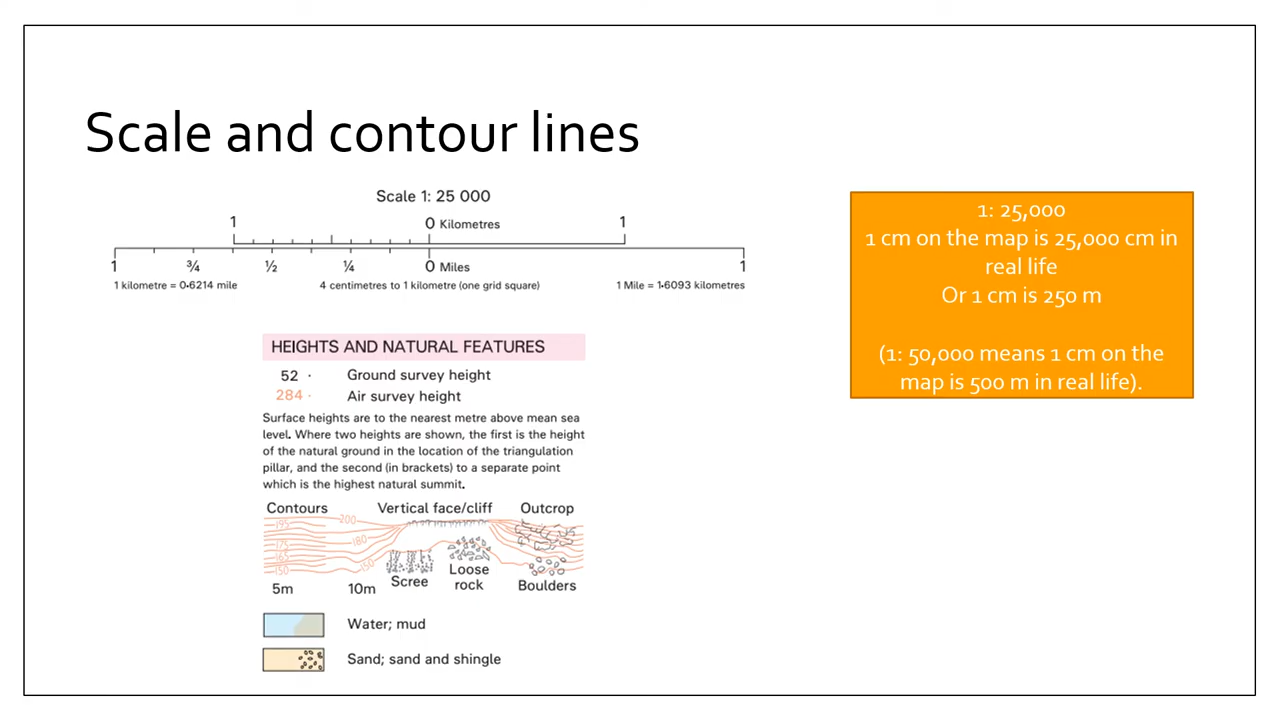 Scale and contour lines
Scale 1: 25 000
1 0 Kilometres 1
1 ¾ ½ ¼ 0 Miles 1
1 kilometre = 0·6214 mile 4 centimetres to 1 kilometre (one grid square) 1 Mile = 1·6093 kilometres
1: 25,000
1 cm on the map is 25,000 cm in
real life
Or 1 cm is 250 m
(1: 50,000 means 1 cm on the
map is 500 m in real life).
HEIGHTS AND NATURAL FEATURES
52 · Ground survey height
284 · Air survey height
Surface heights are to the nearest metre above mean sea
level. Where two heights are shown, the first is the height
of the natural ground in the location of the triangulation
pillar, and the second (in brackets) to a separate point
which is the highest natural summit.
Contours Vertical face/cliff Outcrop
195 200
175 180
165
150 150
Scree Loose
rock Boulders
5m 10m
Water; mud
Sand; sand and shingle